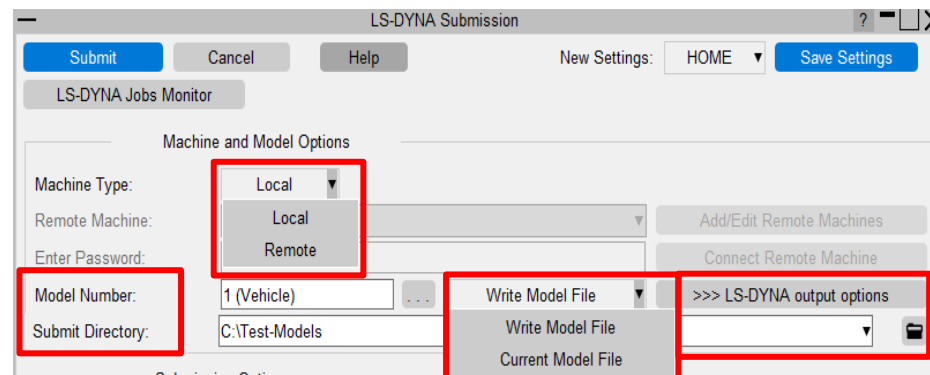 LS-DYNA Submission ?
Submit Cancel Help New Settings: HOME Save Settings
LS-DYNA Jobs Monitor
Machine and Model Options
Machine Type: Local
Remote Machine: Local Add/Edit Remote Machines
Enter Password: Remote Connect Remote Machine
Model Number: 1 (Vehicle) ... Write Model File >>> LS-DYNA output options
Submit Directory: C:\Test-Models Write Model File
Current Model File